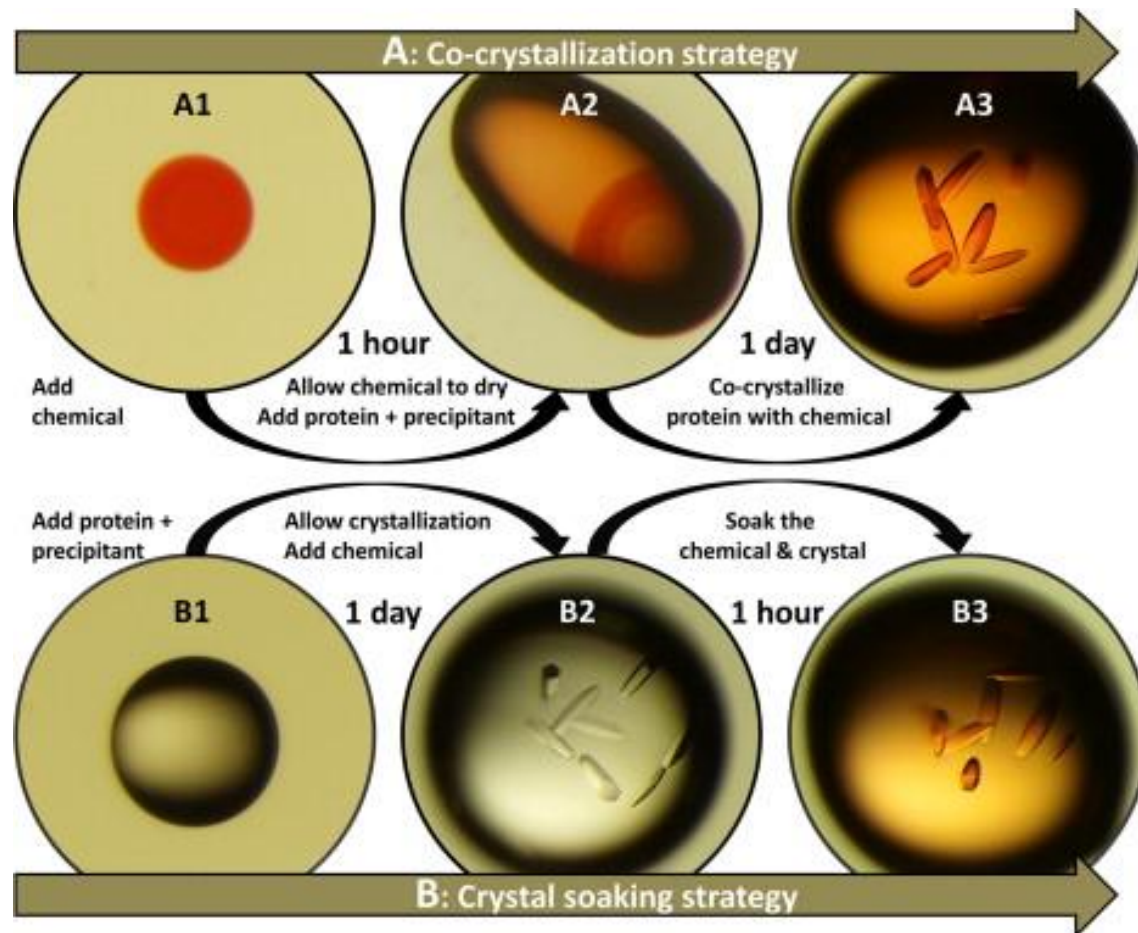 A: Co-crystallization strategy
A1
A2
A3
1 hour
1 day
Add
chemical
Allow chemical to dry
Add protein + precipitant
Co-crystallize
protein with chemical
Add protein +
precipitant
Allow crystallization
Add chemical
Soak the
chemical & crystal
B1
1 day
B2
1 hour
B3
B: Crystal soaking strategy